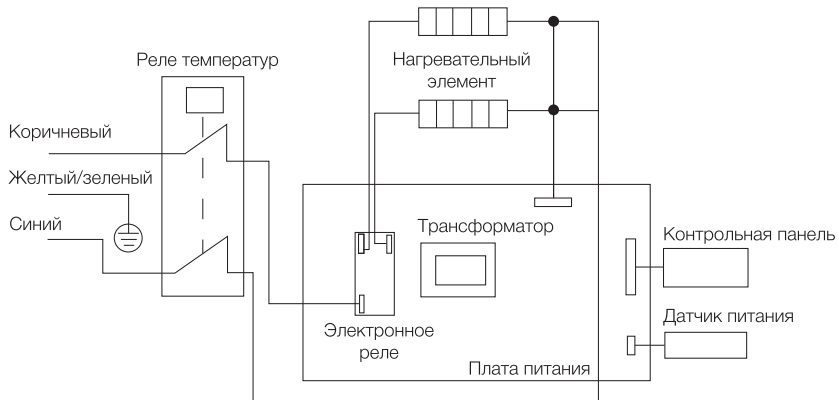 Реле температур
Нагревательный
элемент
Коричневый
Желтый/зеленый
Синий
Трансформатор
Контрольная панель
Датчик питания
Электронное
реле
Плата питания